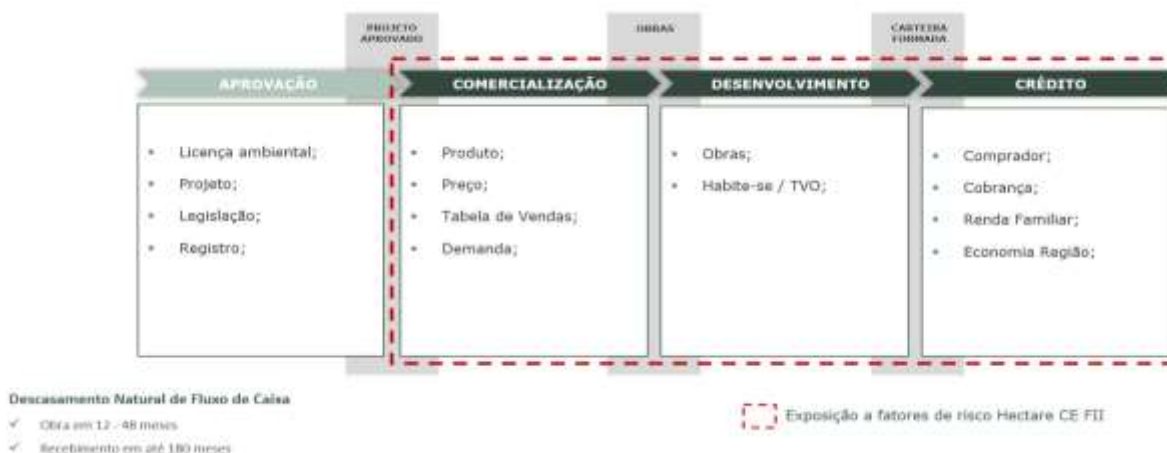 PROJETO
APROVADO
OBRAS
CARTEIRA
FORMADA
APROVAÇÃO
COMERCIALIZAÇÃO
DESENVOLVIMENTO
CRÉDITO
• Licença ambiental;
• Projeto;
• Legislação;
• Registro;
• Produto;
• Preço;
• Tabela de Vendas;
• Demanda;
• Obras;
• Habite-se / TVO;
• Comprador;
• Cobrança;
• Renda Familiar;
• Economia Região;
Descasamento Natural de Fluxo de Caixa
✓ Obra em 12 - 48 meses
✓ Recebimento em até 180 meses
Exposição a fatores de risco Hectare CE FII